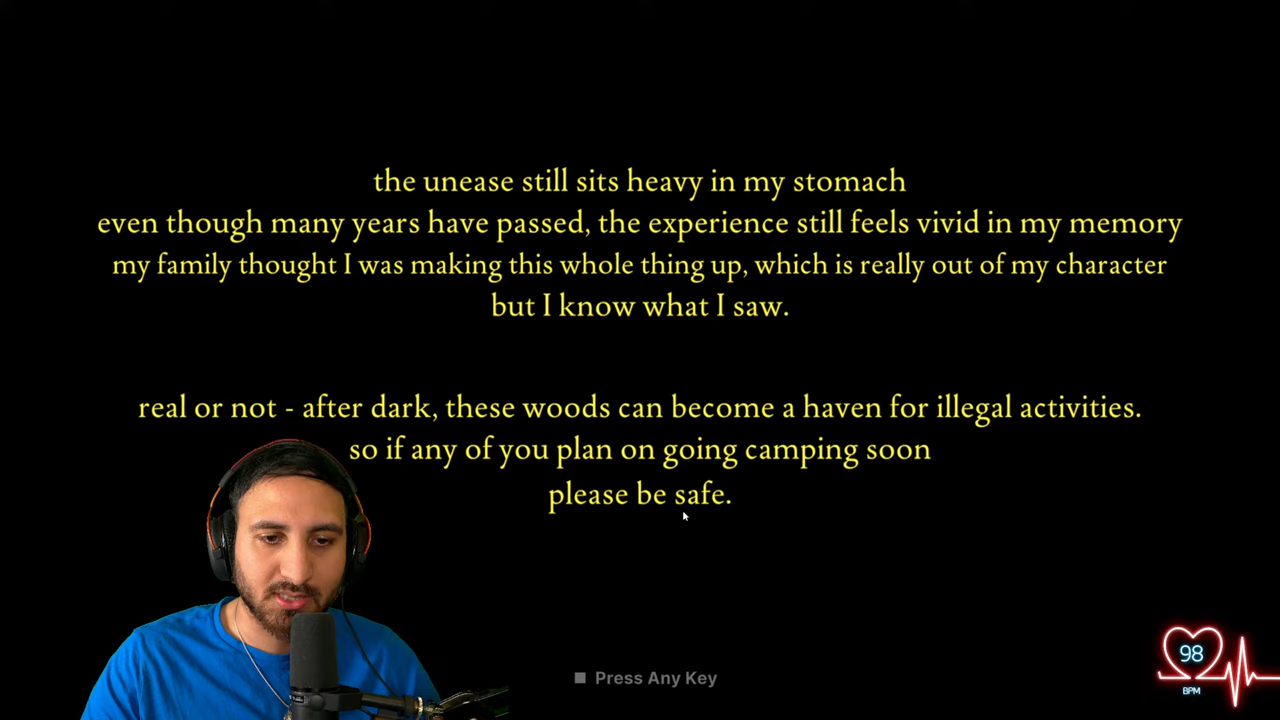 the unease still sits heavy in my stomach
even though many years have passed, the experience still feels vivid in my memory
my family thought I was making this whole thing up, which is really out of my character
but I know what I saw.
real or not - after dark, these woods can become a haven for illegal activities.
so if any of you plan on going camping soon
please be safe.
98
BPM
Press Any Key